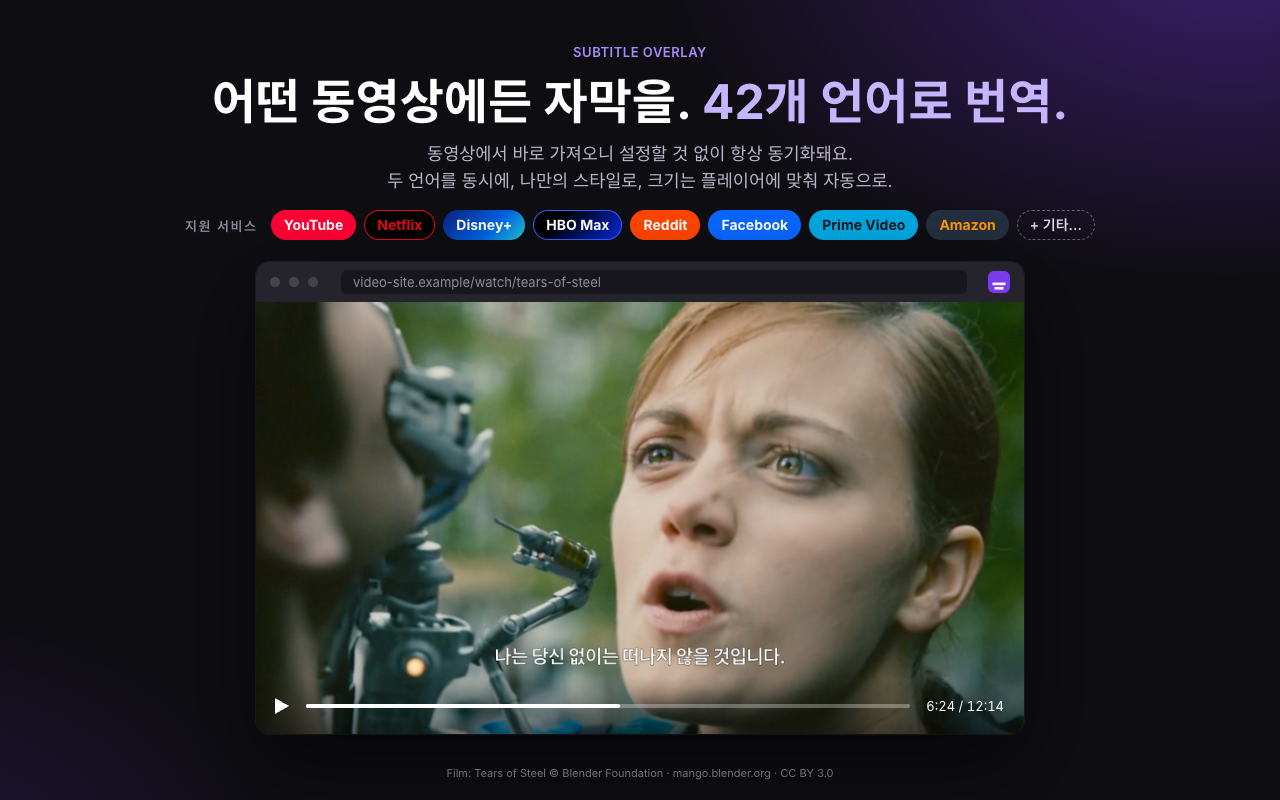 SUBTITLE OVERLAY
어떤 동영상에든 자막을. 42개 언어로 번역.
동영상에서 바로 가져오니 설정할 것 없이 항상 동기화돼요.
두 언어를 동시에, 나만의 스타일로, 크기는 플레이어에 맞춰 자동으로.
지원 서비스 YouTube Netflix Disney+ HBO Max Reddit Facebook Prime Video Amazon + 기타...
video-site.example/watch/tears-of-steel
나는 당신 없이는 떠나지 않을 것입니다.
6:24 / 12:14
Film: Tears of Steel © Blender Foundation · mango.blender.org · CC BY 3.0